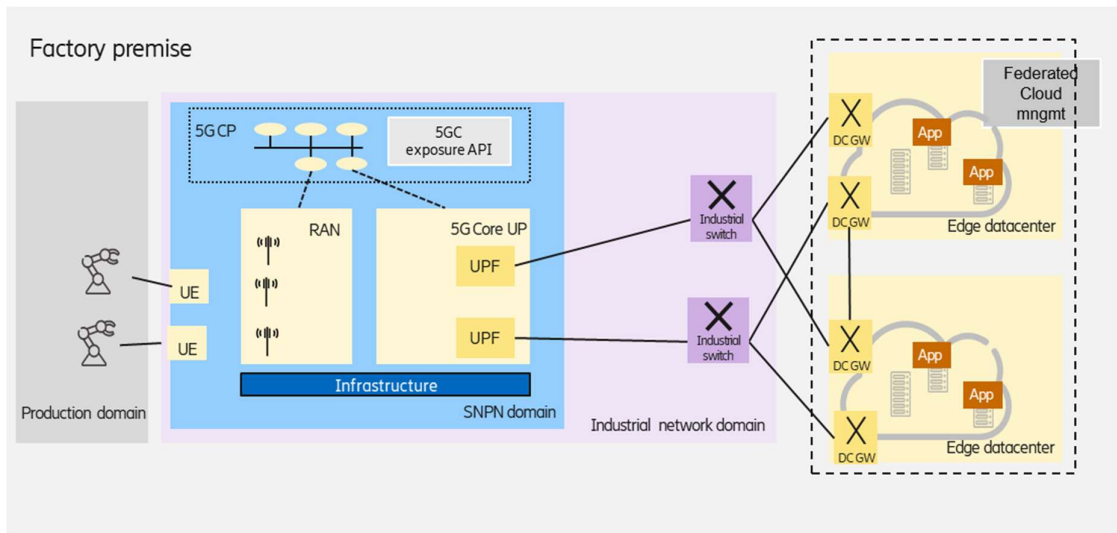 Factory premise
5G CP
5GC
exposure API
RAN
5G Core UP
UPF
UPF
UE
UE
Infrastructure
SNPN domain
Production domain
Industrial network domain
Industrial
switch
Industrial
switch
Federated
Cloud
mngmt
DC GW
DC GW
App
App
Edge datacenter
DC GW
DC GW
App
App
Edge datacenter